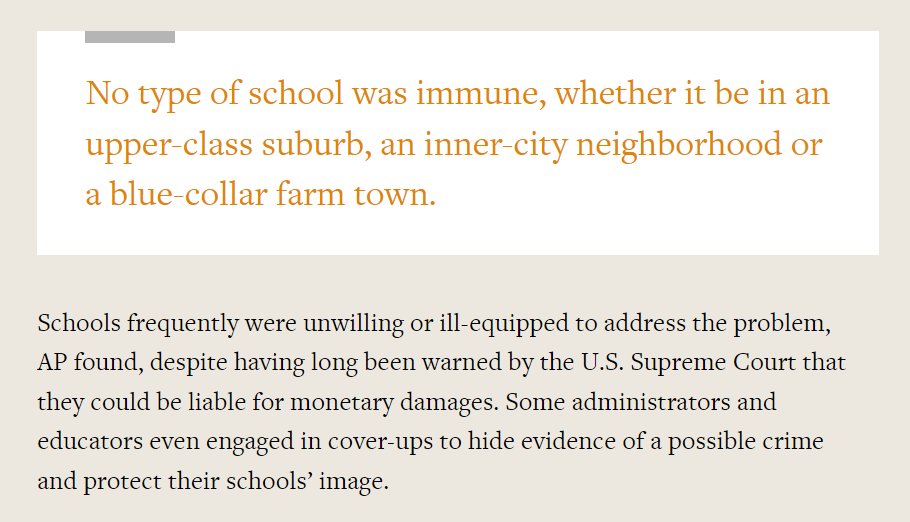 No type of school was immune, whether it be in an
upper-class suburb, an inner-city neighborhood or
a blue-collar farm town.
Schools frequently were unwilling or ill-equipped to address the problem,
AP found, despite having long been warned by the U.S. Supreme Court that
they could be liable for monetary damages. Some administrators and
educators even engaged in cover-ups to hide evidence of a possible crime
and protect their schools’ image.